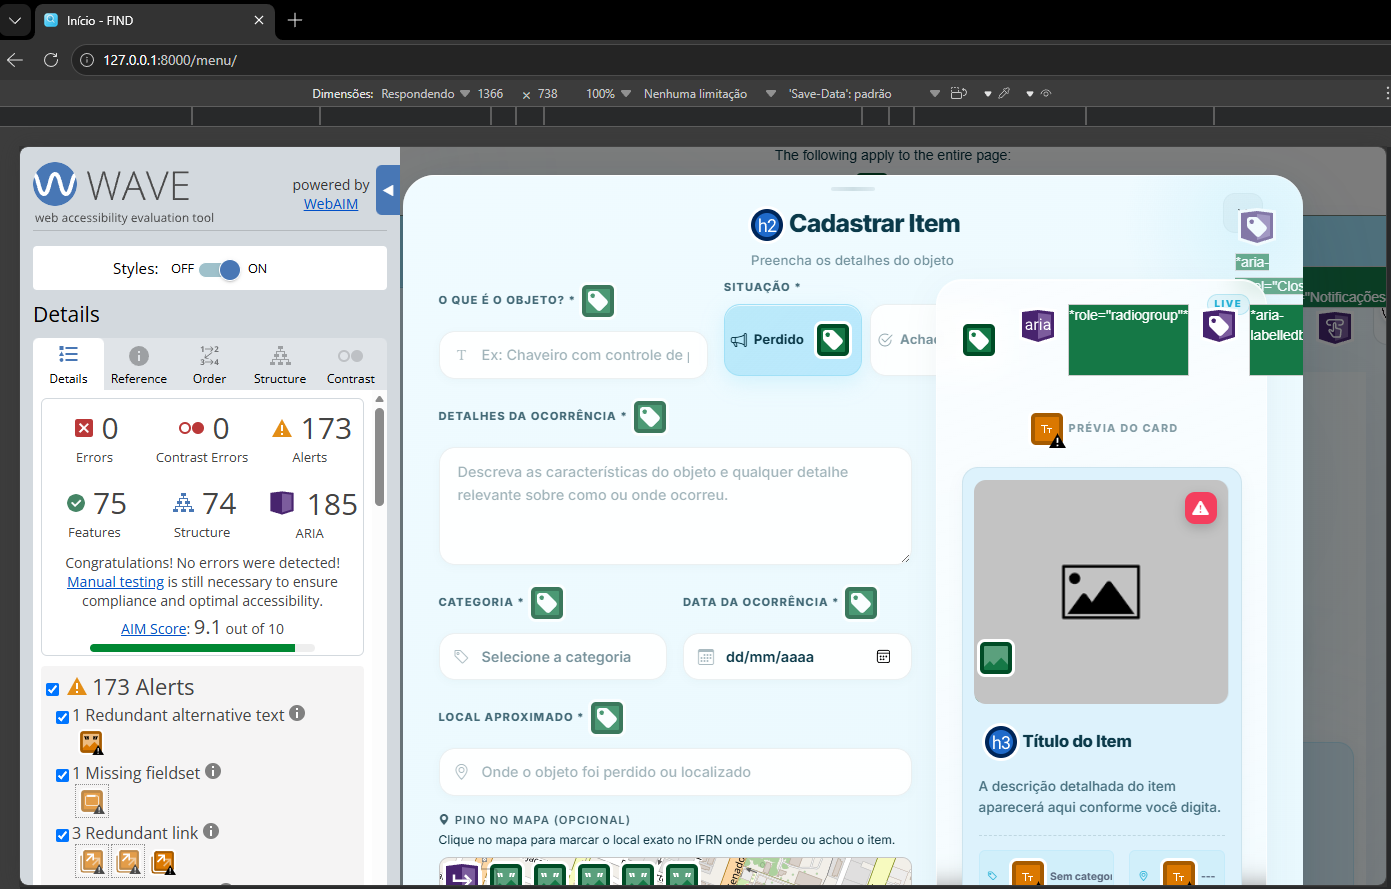 Início - FIND
127.0.0.1:8000/menu/
Dimensões: Respondendo 1366 x 738 100% Nenhuma limitação 'Save-Data': padrão
WAVE
web accessibility evaluation tool
powered by
WebAIM
Styles: OFF ON
Details
Details Reference Order Structure Contrast
0 0 173
Errors Contrast Errors Alerts
75 74 185
Features Structure ARIA
Congratulations! No errors were detected!
Manual testing is still necessary to ensure
compliance and optimal accessibility.
AIM Score: 9.1 out of 10
173 Alerts
1 Redundant alternative text
1 Missing fieldset
3 Redundant link
The following apply to the entire page:
h2 Cadastrar Item
Preencha os detalhes do objeto
*aria-
"Notificações
O QUE É O OBJETO? *
Ex: Chaveiro com controle de
SITUAÇÃO *
Perdido
LIVE
aria
*role="radiogroup"*
*aria-
DETALHES DA OCORRÊNCIA *
Descreva as características do objeto e qualquer detalhe
relevante sobre como ou onde ocorreu.
CATEGORIA *
Selecione a categoria
DATA DA OCORRÊNCIA *
dd/mm/aaaa
LOCAL APROXIMADO *
Onde o objeto foi perdido ou localizado
PINO NO MAPA (OPCIONAL)
Clique no mapa para marcar o local exato no IFRN onde perdeu ou achou o item.
Tт PRÉVIA DO CARD
h3 Título do Item
A descrição detalhada do item
aparecerá aqui conforme você digita.
Tт Sem categor
Tт ---